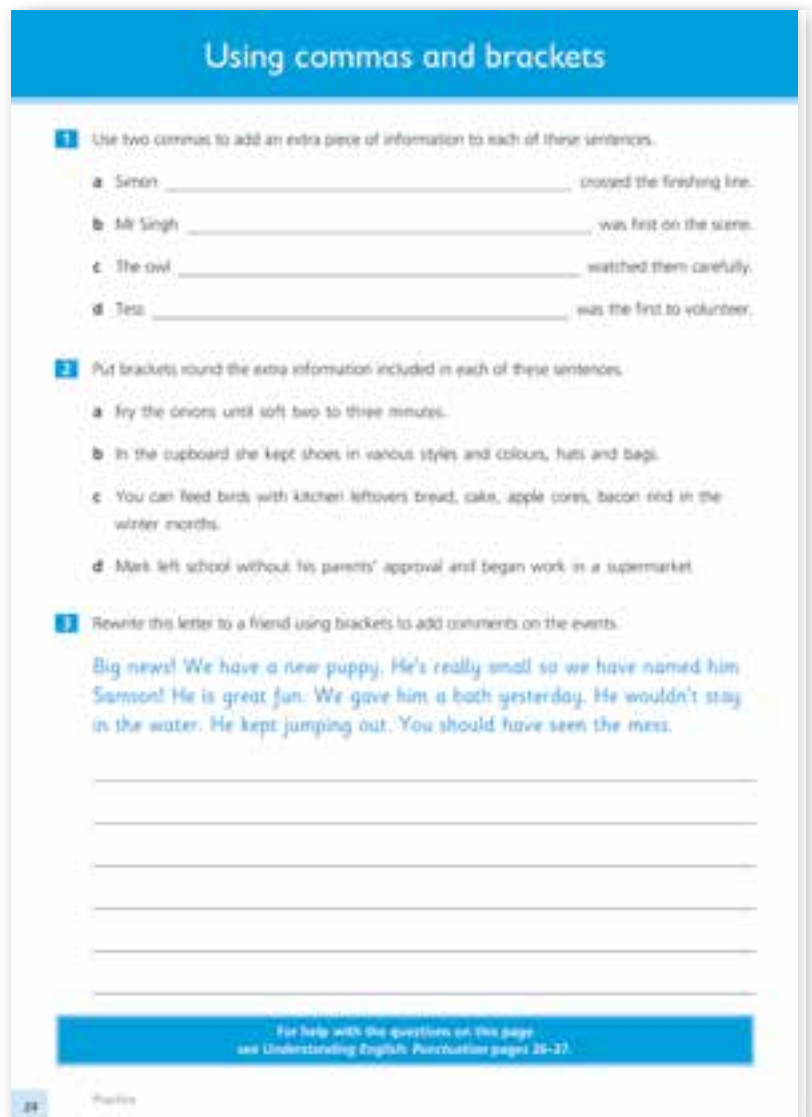 Using commas and brackets
1 Use two commas to add an extra piece of information to each of these sentences.
a Simon ______ crossed the finishing line.
b Mr Singh ______ was first on the scene.
c The owl ______ watched them carefully.
d Tess ______ was the first to volunteer.
2 Put brackets round the extra information included in each of these sentences.
a Fry the onions until soft two to three minutes.
b In the cupboard she kept shoes in various styles and colours, hats and bags.
c You can feed birds with kitchen leftovers bread, cake, apple cores, bacon rind in the
winter months.
d Mark left school without his parents' approval and began work in a supermarket.
3 Rewrite this letter to a friend using brackets to add comments on the events.
Big news! We have a new puppy. He's really small so we have named him
Samson! He is great fun. We gave him a bath yesterday. He wouldn't stay
in the water. He kept jumping out. You should have seen the mess.
For help with the questions on this page
see Understanding English: Punctuation pages 26–27.
24 Practice